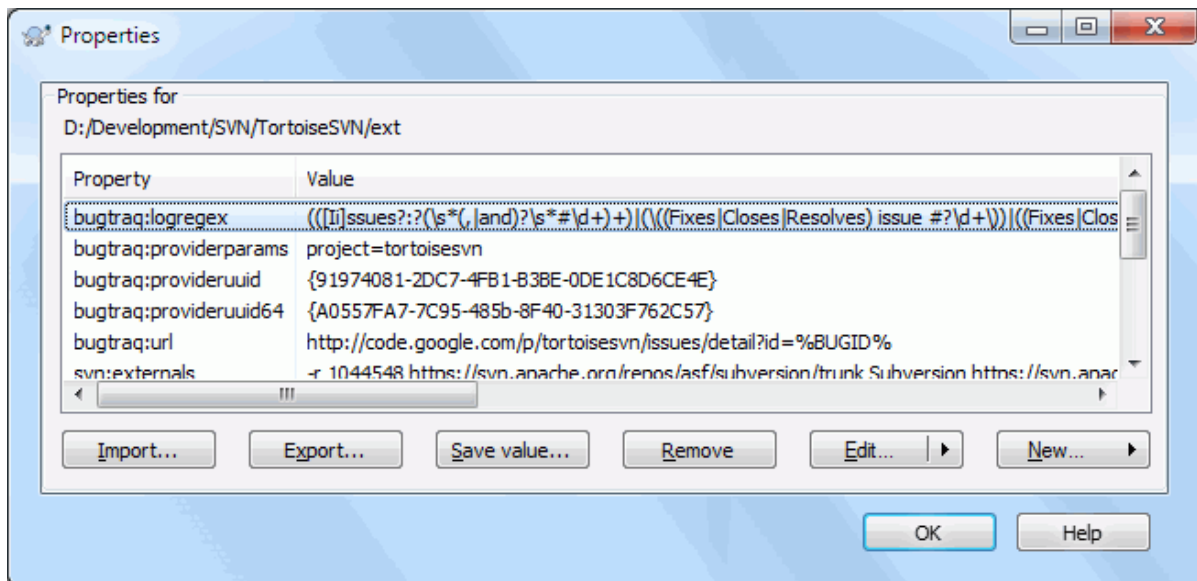 Properties
Properties for
D:/Development/SVN/TortoiseSVN/ext
Property Value
bugtraq:logregex (([Ii]ssues?:?(\s*(,|and)?\s*#\d+)+)|(\((Fixes|Closes|Resolves) issue #?\d+\))|((Fixes|Clos
bugtraq:providerparams project=tortoisesvn
bugtraq:provideruuid {91974081-2DC7-4FB1-B3BE-0DE1C8D6CE4E}
bugtraq:provideruuid64 {A0557FA7-7C95-485b-8F40-31303F762C57}
bugtraq:url http://code.google.com/p/tortoisesvn/issues/detail?id=%BUGID%
svn:externals -r 1044548 https://svn.apache.org/repos/asf/subversion/trunk Subversion https://svn.apac
Import... Export... Save value... Remove Edit... New...
OK Help